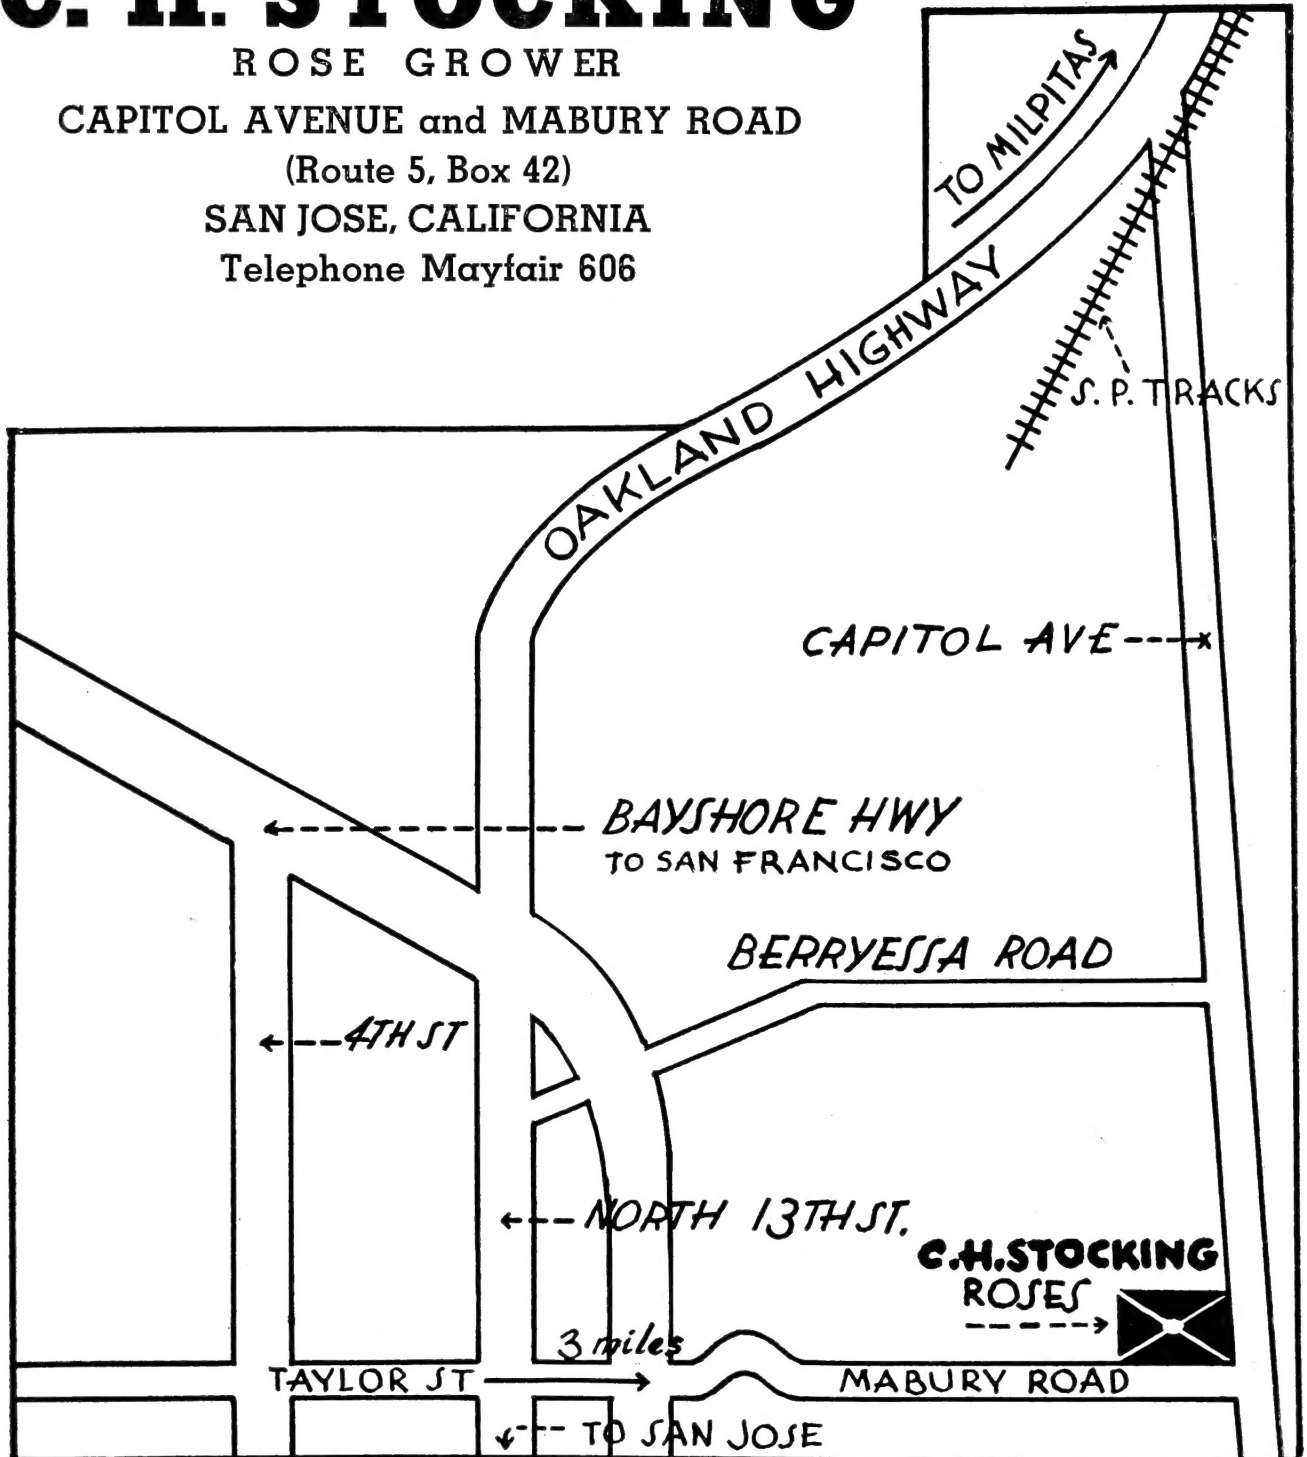 C. H. STOCKING
ROSE GROWER
CAPITOL AVENUE and MABURY ROAD
(Route 5, Box 42)
SAN JOSE, CALIFORNIA
Telephone Mayfair 606
TO MILPITAS
OAKLAND HIGHWAY
S. P. TRACKS
CAPITOL AVE
BAYSHORE HWY
TO SAN FRANCISCO
BERRYESSA ROAD
4TH ST
NORTH 13TH ST.
C.H.STOCKING
ROSES
3 miles
TAYLOR ST
MABURY ROAD
TO SAN JOSE